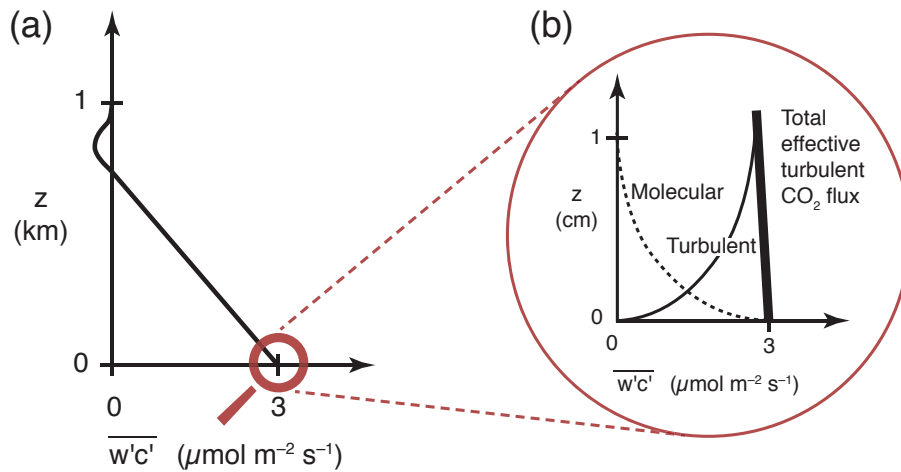 (a)
1
z
(km)
0
0
3
w'c' (μmol m⁻² s⁻¹)
(b)
1
z
(cm)
0
0
3
Molecular
Turbulent
Total
effective
turbulent
CO₂ flux
w'c' (μmol m⁻² s⁻¹)